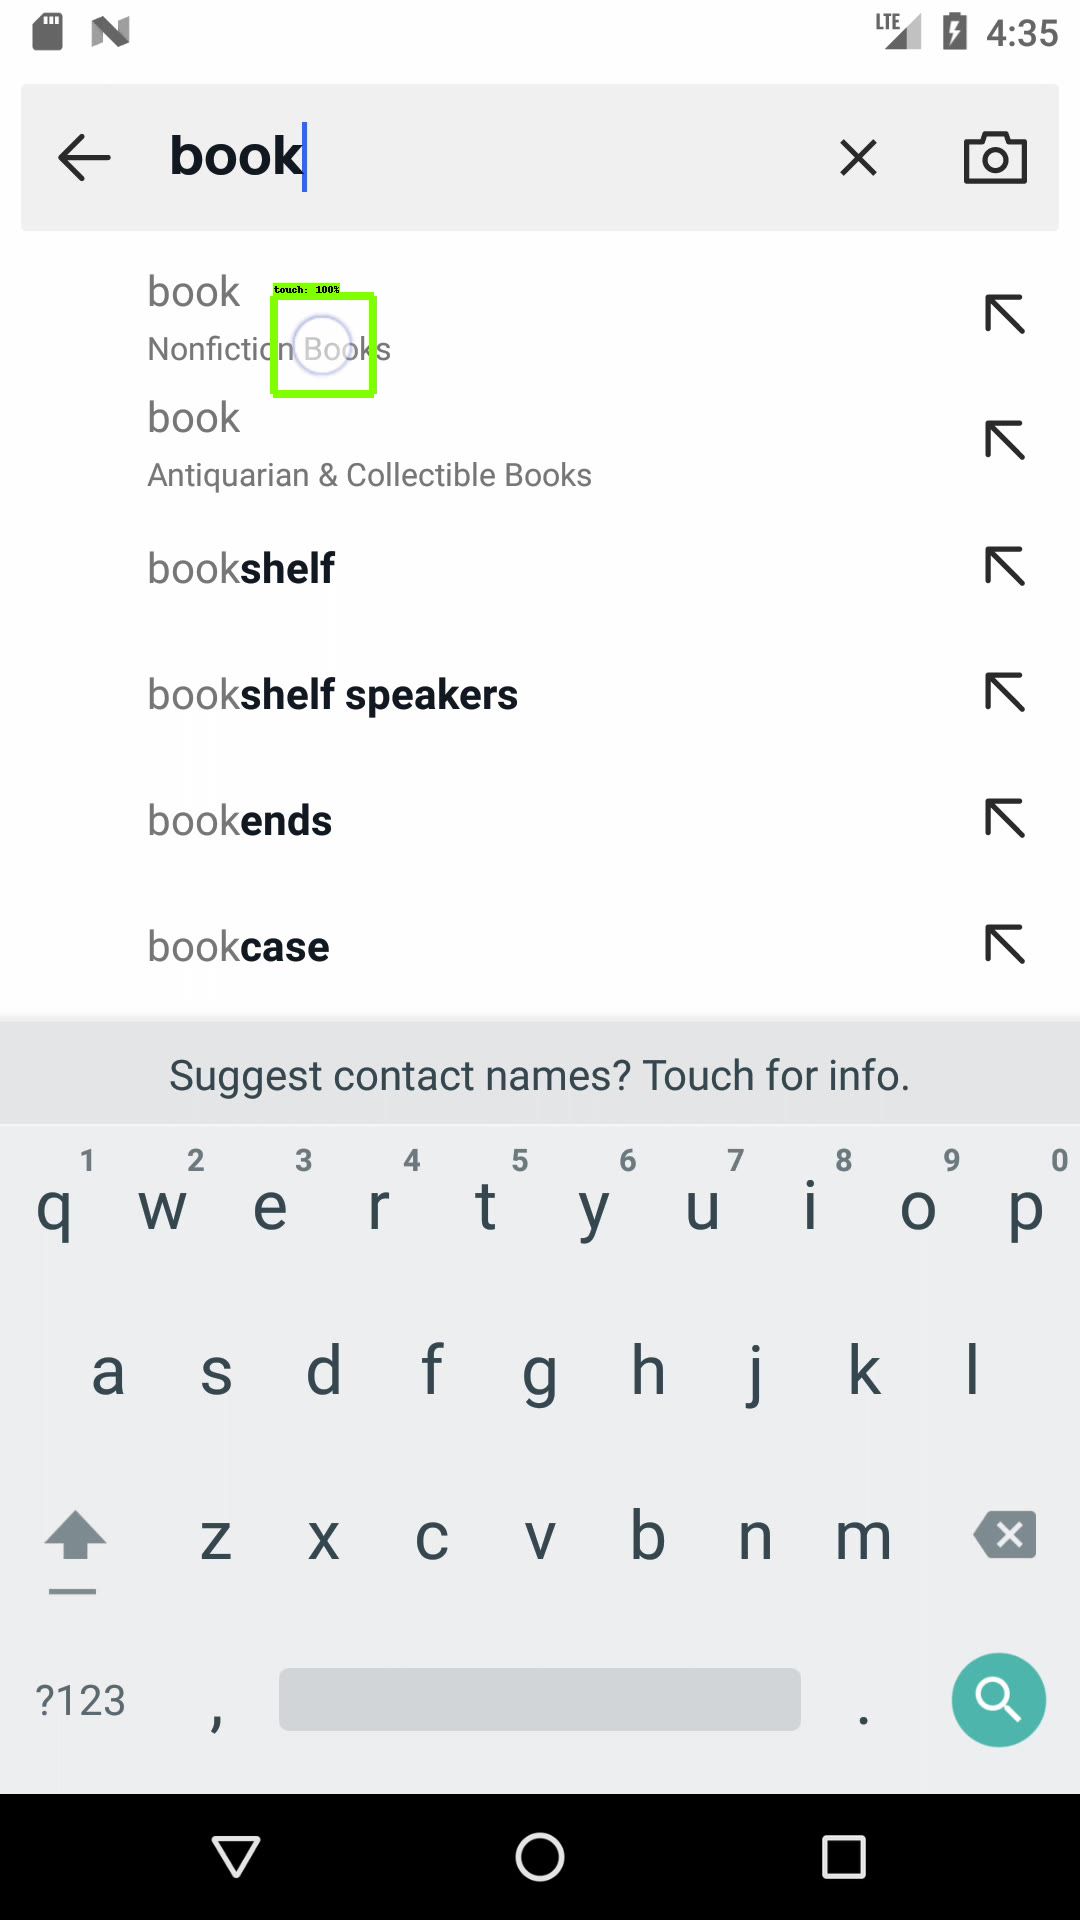 LTE 4:35
book
touch: 100%
book
Nonfiction Books
book
Antiquarian & Collectible Books
bookshelf
bookshelf speakers
bookends
bookcase
Suggest contact names? Touch for info.
1 2 3 4 5 6 7 8 9 0
q w e r t y u i o p
a s d f g h j k l
z x c v b n m
?123 , .